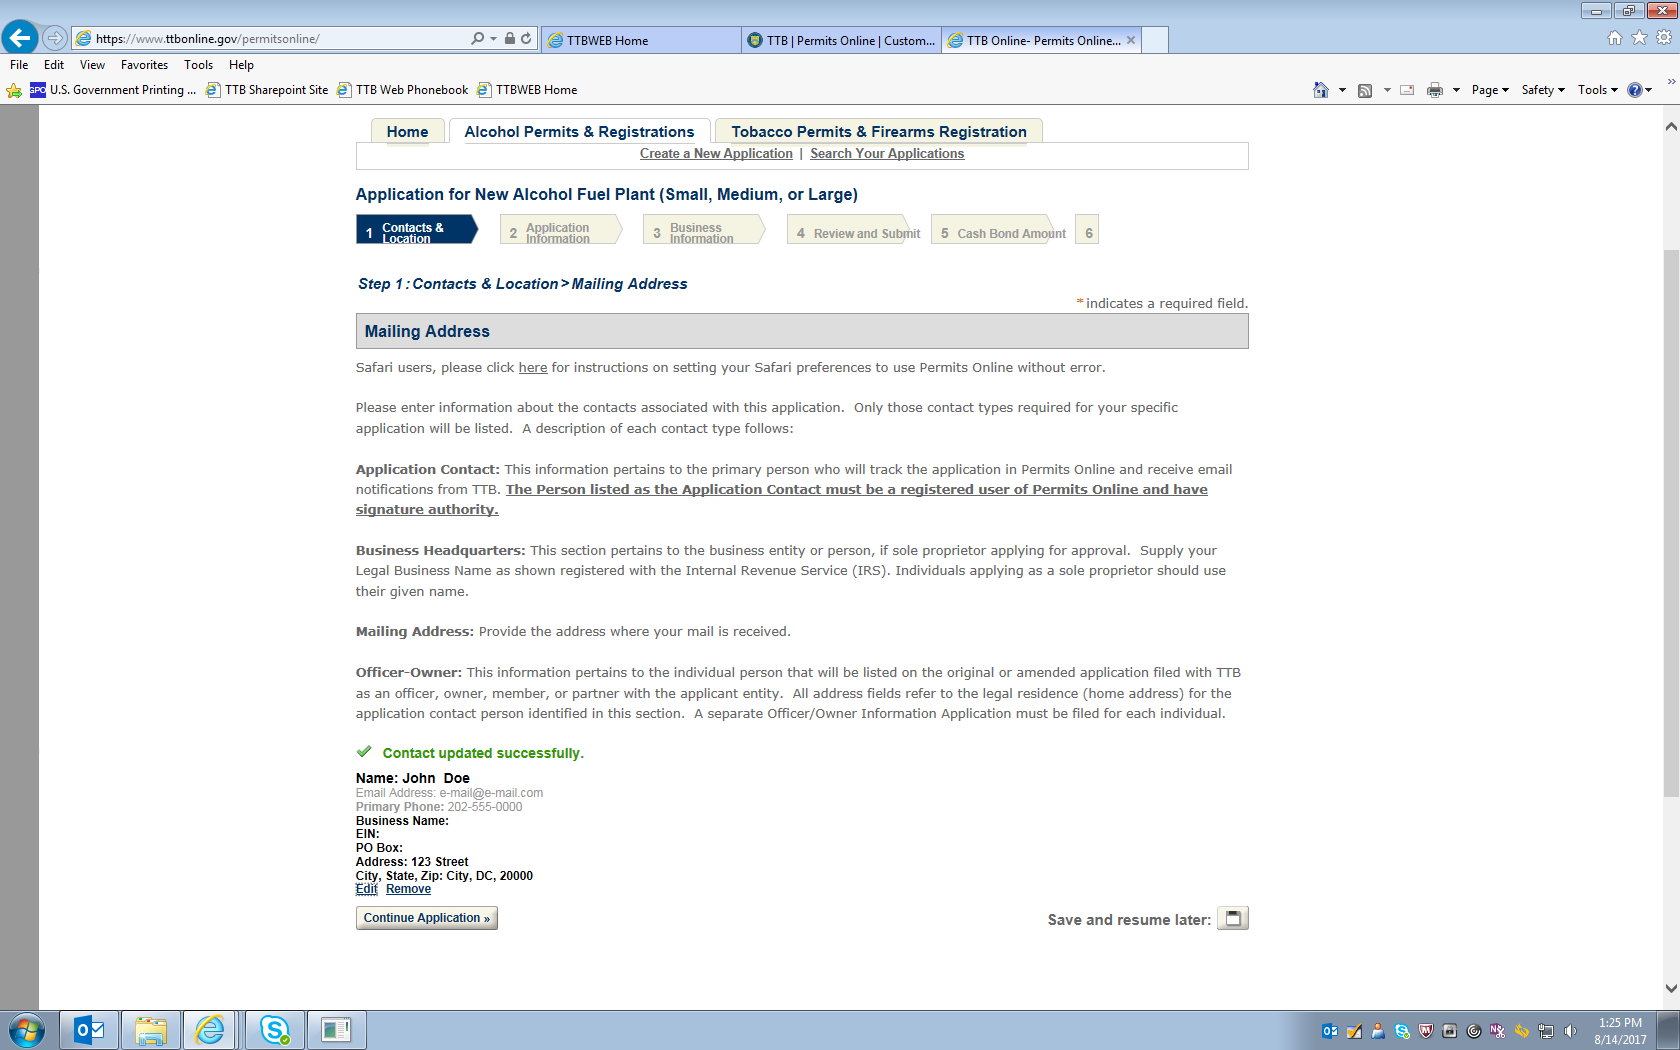 https://www.ttbonline.gov/permitsonline/
TTBWEB Home
TTB | Permits Online | Custom...
TTB Online- Permits Online...
File Edit View Favorites Tools Help
GPO U.S. Government Printing ... TTB Sharepoint Site TTB Web Phonebook TTBWEB Home
Page Safety Tools
Home Alcohol Permits & Registrations Tobacco Permits & Firearms Registration
Create a New Application | Search Your Applications
Application for New Alcohol Fuel Plant (Small, Medium, or Large)
1 Contacts & Location
2 Application Information
3 Business Information
4 Review and Submit
5 Cash Bond Amount
6
Step 1: Contacts & Location > Mailing Address
* indicates a required field.
Mailing Address
Safari users, please click here for instructions on setting your Safari preferences to use Permits Online without error.
Please enter information about the contacts associated with this application.  Only those contact types required for your specific
application will be listed.  A description of each contact type follows:
Application Contact: This information pertains to the primary person who will track the application in Permits Online and receive email
notifications from TTB. The Person listed as the Application Contact must be a registered user of Permits Online and have
signature authority.
Business Headquarters: This section pertains to the business entity or person, if sole proprietor applying for approval.  Supply your
Legal Business Name as shown registered with the Internal Revenue Service (IRS). Individuals applying as a sole proprietor should use
their given name.
Mailing Address: Provide the address where your mail is received.
Officer-Owner: This information pertains to the individual person that will be listed on the original or amended application filed with TTB
as an officer, owner, member, or partner with the applicant entity.  All address fields refer to the legal residence (home address) for the
application contact person identified in this section.  A separate Officer/Owner Information Application must be filed for each individual.
Contact updated successfully.
Name: John  Doe
Email Address: e-mail@e-mail.com
Primary Phone: 202-555-0000
Business Name:
EIN:
PO Box:
Address: 123 Street
City, State, Zip: City, DC, 20000
Edit Remove
Continue Application »
Save and resume later:
1:25 PM
8/14/2017